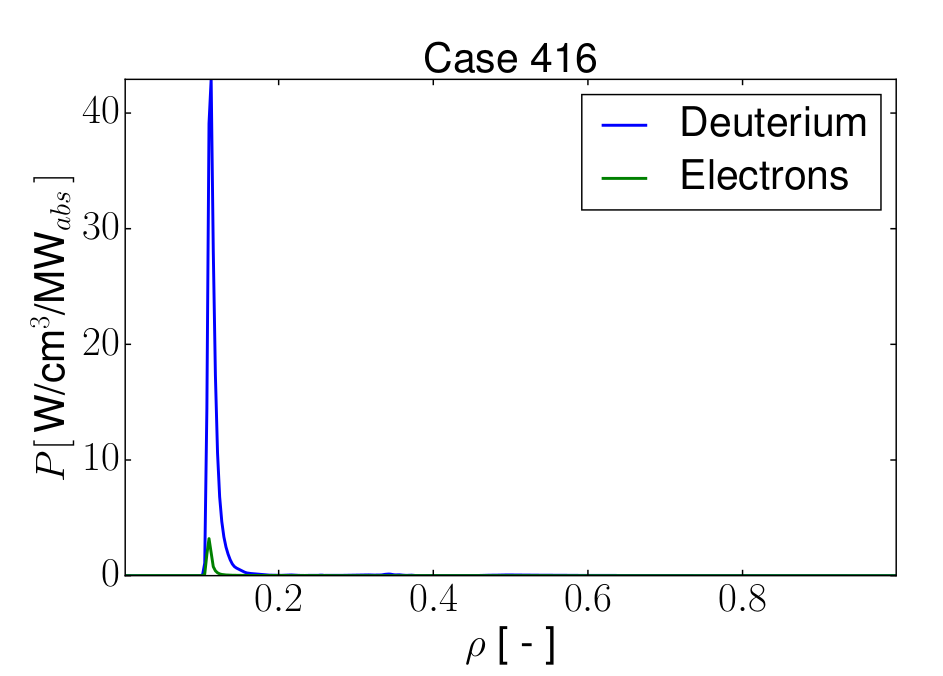 Case 416
Deuterium
Electrons
P[W/cm³/MW_abs]
40
30
20
10
0
0.2 0.4 0.6 0.8
ρ [ - ]